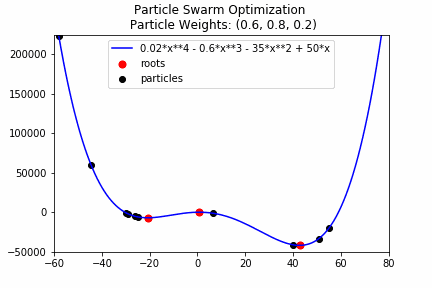 Particle Swarm Optimization
Particle Weights: (0.6, 0.8, 0.2)
0.02*x**4 - 0.6*x**3 - 35*x**2 + 50*x
roots
particles
200000
150000
100000
50000
0
−50000
−60 −40 −20 0 20 40 60 80